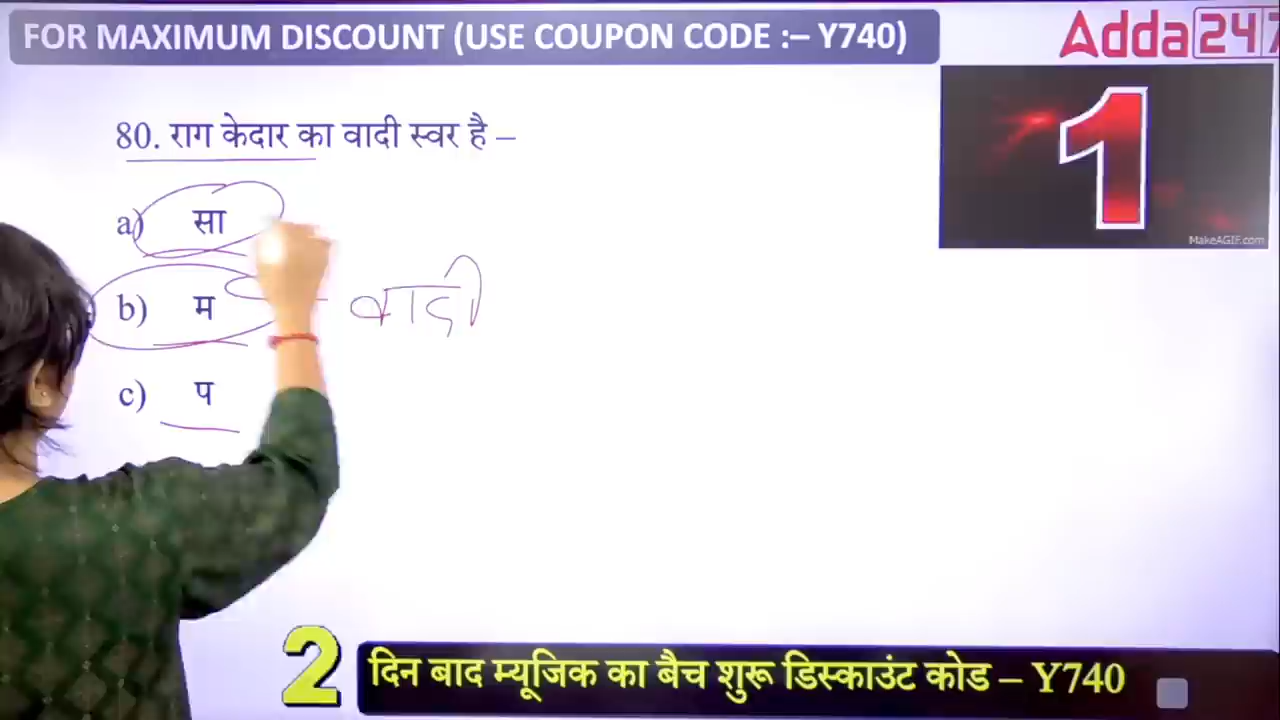 FOR MAXIMUM DISCOUNT (USE COUPON CODE :– Y740)
Adda247
1
MakeAGIF.com
80. राग केदार का वादी स्वर है –
a) सा
b) म
वादी
c) प
2 दिन बाद म्यूजिक का बैच शुरू डिस्काउंट कोड – Y740